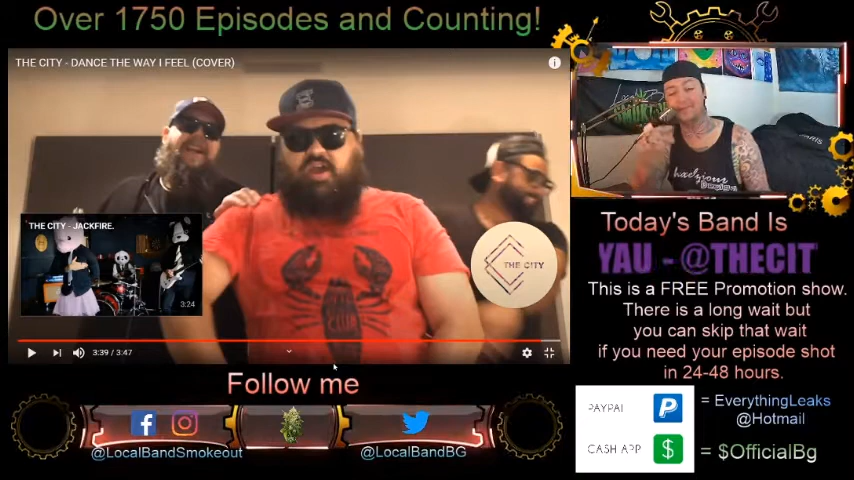 Over 1750 Episodes and Counting!
THE CITY - DANCE THE WAY I FEEL (COVER)
THE CITY - JACKFIRE.
3:24
THE CITY
CLUB
3:39 / 3:47
Follow me
@LocalBandSmokeout
@LocalBandBG
Today's Band Is
YAU - @THECIT
This is a FREE Promotion show.
There is a long wait but
you can skip that wait
if you need your episode shot
in 24-48 hours.
PAYPAL
= EverythingLeaks
@Hotmail
CASH APP
$
= $OfficialBg